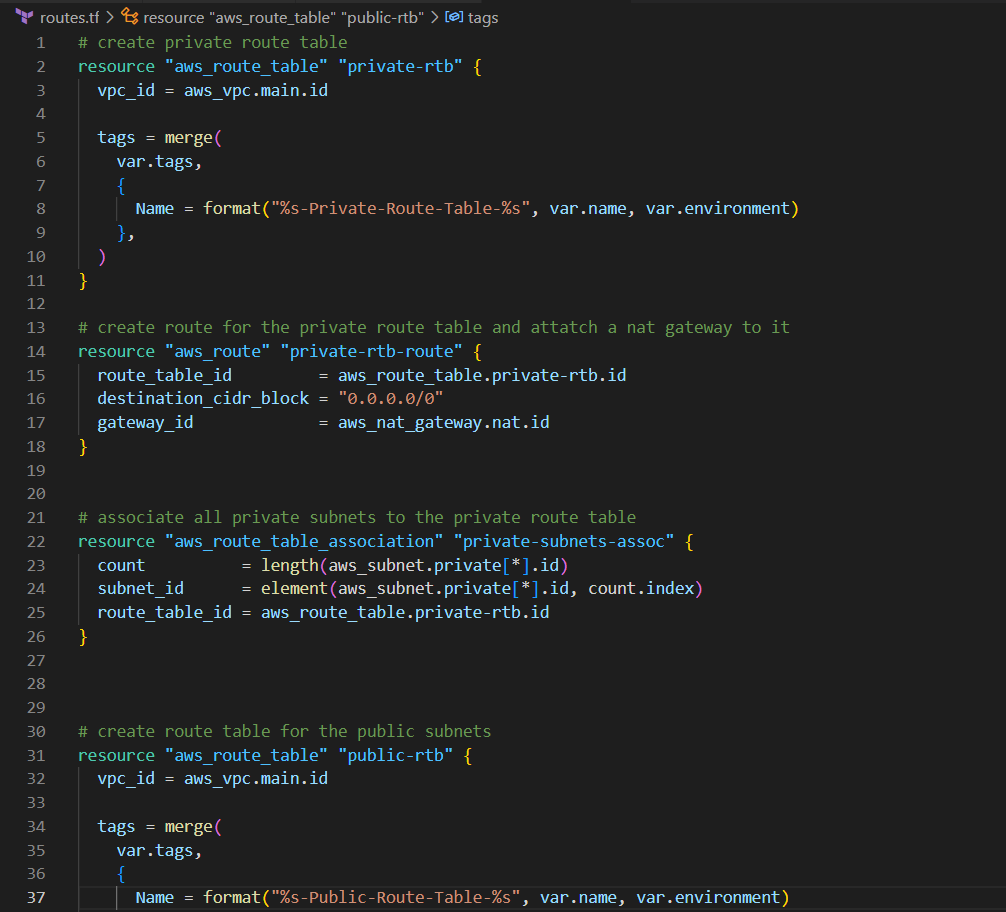 routes.tf > resource "aws_route_table" "public-rtb" > tags
1 # create private route table
2 resource "aws_route_table" "private-rtb" {
3 vpc_id = aws_vpc.main.id
4
5 tags = merge(
6 var.tags,
7 {
8 Name = format("%s-Private-Route-Table-%s", var.name, var.environment)
9 },
10 )
11 }
12
13 # create route for the private route table and attatch a nat gateway to it
14 resource "aws_route" "private-rtb-route" {
15 route_table_id         = aws_route_table.private-rtb.id
16 destination_cidr_block = "0.0.0.0/0"
17 gateway_id             = aws_nat_gateway.nat.id
18 }
19
20
21 # associate all private subnets to the private route table
22 resource "aws_route_table_association" "private-subnets-assoc" {
23 count          = length(aws_subnet.private[*].id)
24 subnet_id      = element(aws_subnet.private[*].id, count.index)
25 route_table_id = aws_route_table.private-rtb.id
26 }
27
28
29
30 # create route table for the public subnets
31 resource "aws_route_table" "public-rtb" {
32 vpc_id = aws_vpc.main.id
33
34 tags = merge(
35 var.tags,
36 {
37 Name = format("%s-Public-Route-Table-%s", var.name, var.environment)